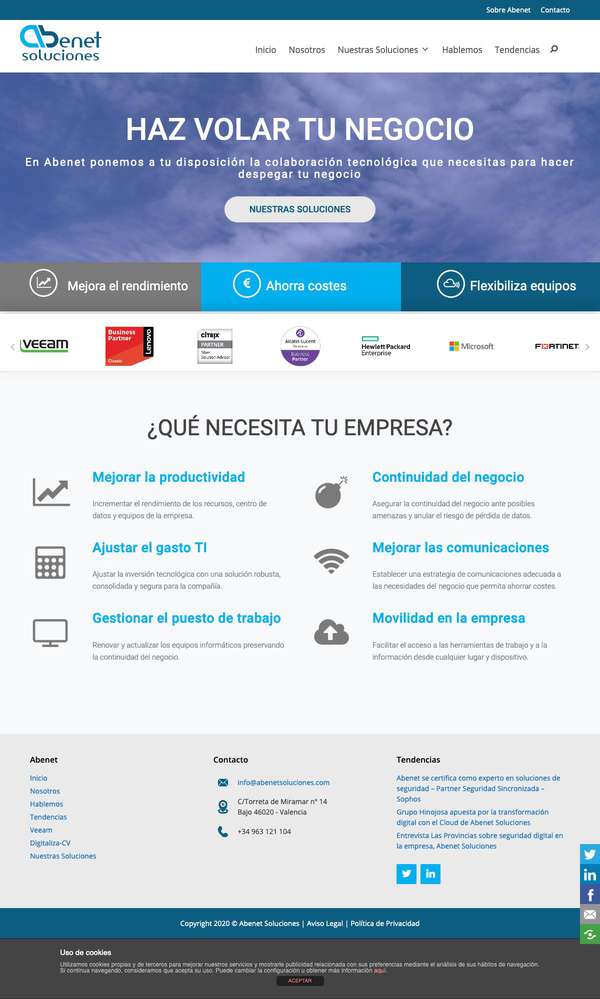 Sobre Abenet Contacto
Abenet
soluciones
Inicio Nosotros Nuestras Soluciones Hablemos Tendencias
HAZ VOLAR TU NEGOCIO
En Abenet ponemos a tu disposición la colaboración tecnológica que necesitas para hacer
despegar tu negocio
NUESTRAS SOLUCIONES
Mejora el rendimiento
€ Ahorra costes
Flexibiliza equipos
VEEAM
Business
Partner
Lenovo
CITRIX
PARTNER
Alcatel·Lucent
Business
Partner
Hewlett Packard
Enterprise
Microsoft
FORTINET
¿QUÉ NECESITA TU EMPRESA?
Mejorar la productividad
Incrementar el rendimiento de los recursos, centro de
datos y equipos de la empresa.
Continuidad del negocio
Asegurar la continuidad del negocio ante posibles
amenazas y anular el riesgo de pérdida de datos.
Ajustar el gasto TI
Ajustar la inversión tecnológica con una solución robusta,
consolidada y segura para la compañía.
Mejorar las comunicaciones
Establecer una estrategia de comunicaciones adecuada a
las necesidades del negocio que permita ahorrar costes.
Gestionar el puesto de trabajo
Renovar y actualizar los equipos informáticos preservando
la continuidad del negocio.
Movilidad en la empresa
Facilitar el acceso a las herramientas de trabajo y a la
información desde cualquier lugar y dispositivo.
Abenet
Inicio
Nosotros
Hablemos
Tendencias
Veeam
Digitaliza-CV
Nuestras Soluciones
Contacto
info@abenetsoluciones.com
C/Torreta de Miramar nº 14
Bajo 46020 - Valencia
+34 963 121 104
Tendencias
Abenet se certifica como experto en soluciones de
seguridad – Partner Seguridad Sincronizada –
Sophos
Grupo Hinojosa apuesta por la transformación
digital con el Cloud de Abenet Soluciones
Entrevista Las Provincias sobre seguridad digital en
la empresa, Abenet Soluciones
Copyright 2020 © Abenet Soluciones | Aviso Legal | Política de Privacidad
Uso de cookies
Utilizamos cookies propias y de terceros para mejorar nuestros servicios y mostrarle publicidad relacionada con sus preferencias mediante el análisis de sus hábitos de navegación.
Si continua navegando, consideramos que acepta su uso. Puede cambiar la configuración u obtener más información aquí.
ACEPTAR